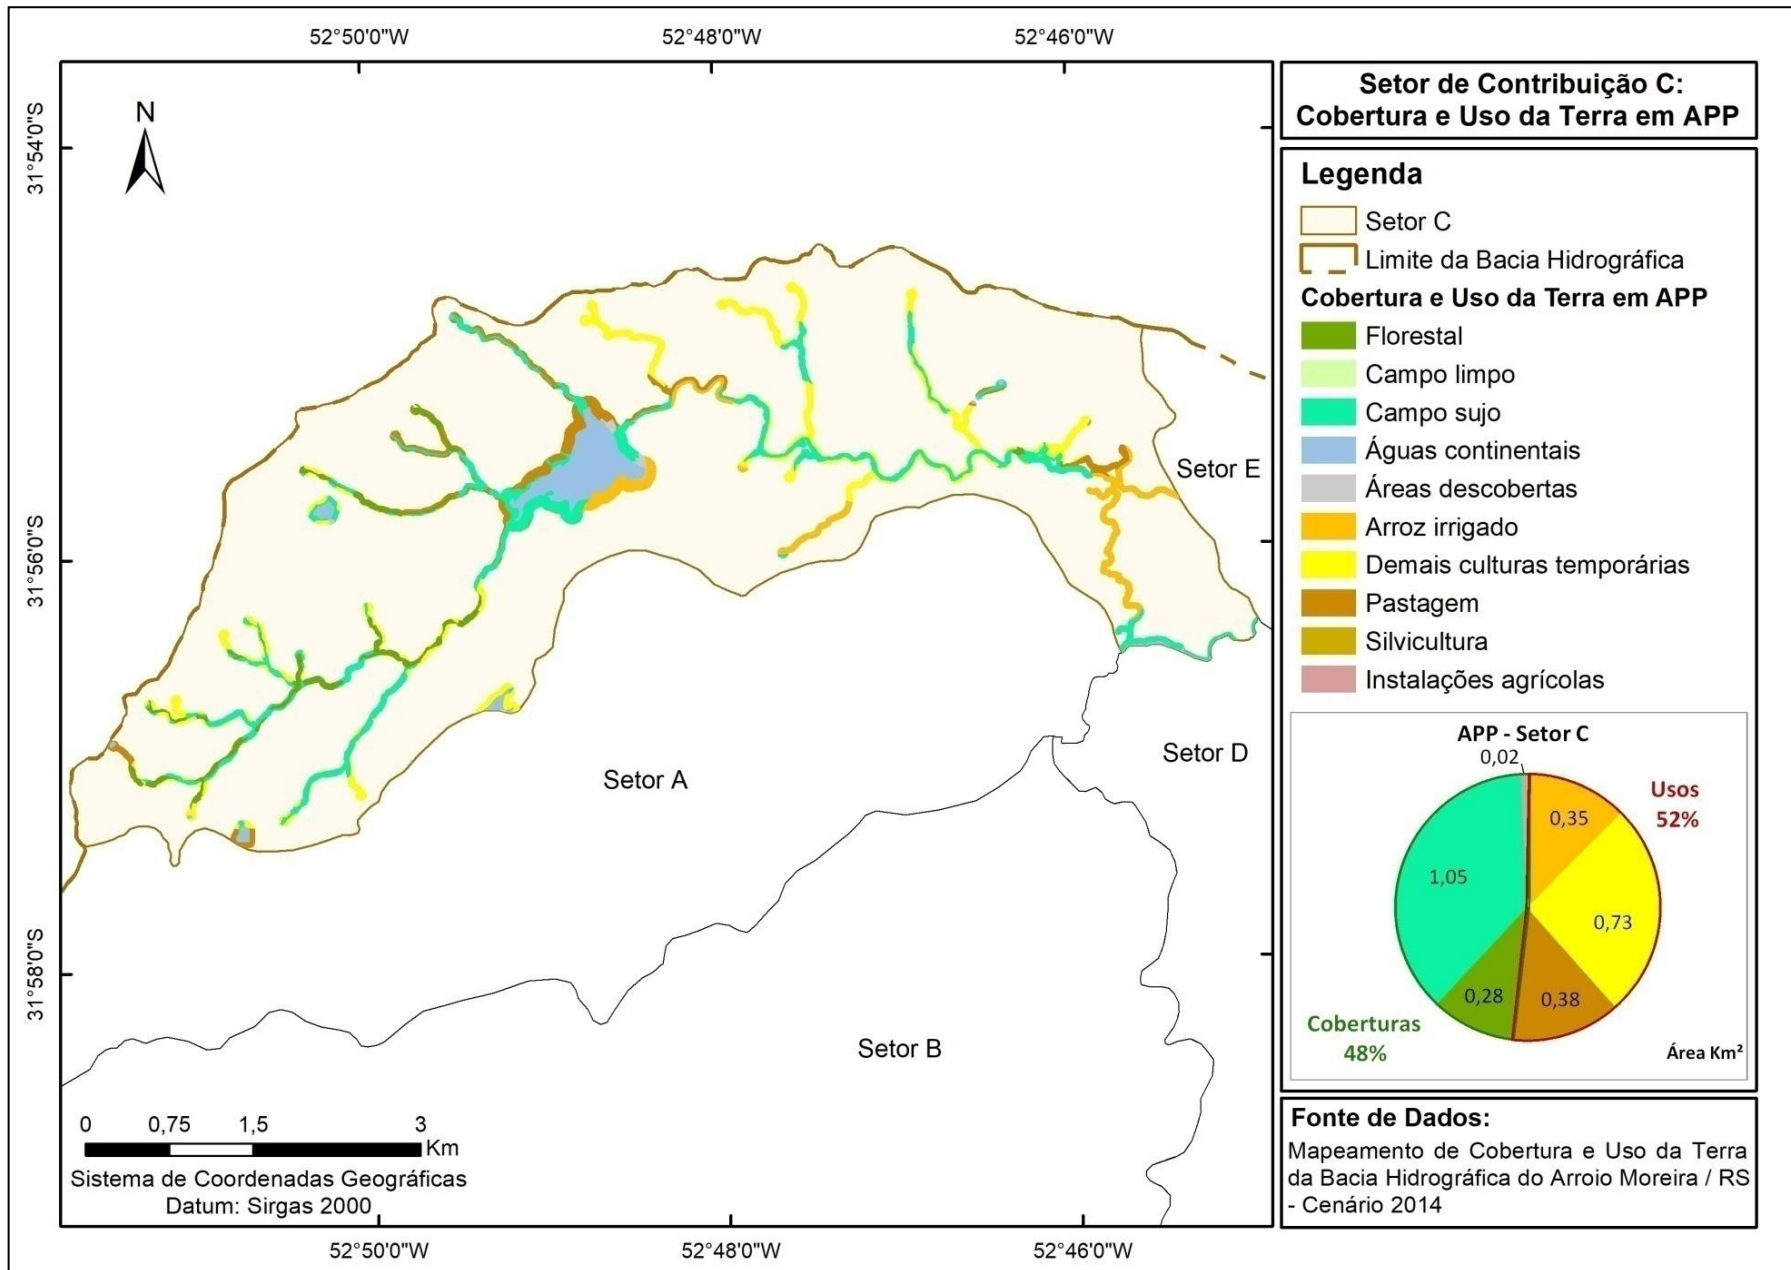 52°50'0"W
52°48'0"W
52°46'0"W
31°54'0"S
31°56'0"S
31°58'0"S
N
Setor E
Setor A
Setor D
Setor B
0 0,75 1,5 3
Km
Sistema de Coordenadas Geográficas
Datum: Sirgas 2000
52°50'0"W
52°48'0"W
52°46'0"W
Setor de Contribuição C:
Cobertura e Uso da Terra em APP
Legenda
Setor C
Limite da Bacia Hidrográfica
Cobertura e Uso da Terra em APP
Florestal
Campo limpo
Campo sujo
Águas continentais
Áreas descobertas
Arroz irrigado
Demais culturas temporárias
Pastagem
Silvicultura
Instalações agrícolas
APP - Setor C
0,02
Usos
52%
0,35
1,05
0,73
0,28
0,38
Coberturas
48%
Área Km²
Fonte de Dados:
Mapeamento de Cobertura e Uso da Terra
da Bacia Hidrográfica do Arroio Moreira / RS
- Cenário 2014